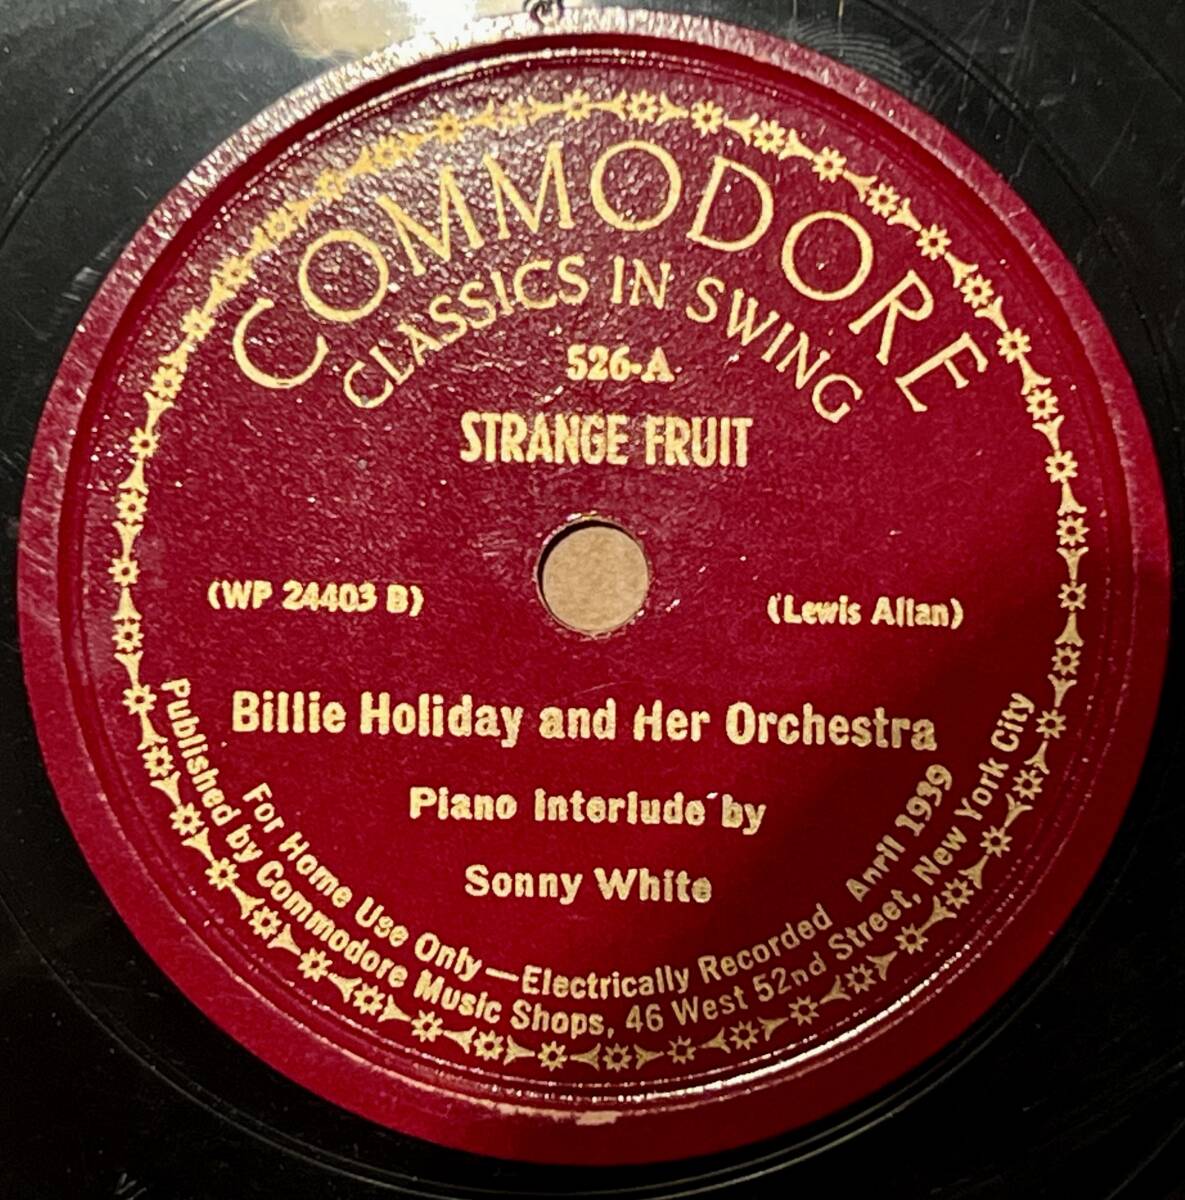 COMMODORE
CLASSICS IN SWING
526-A
STRANGE FRUIT
(WP 24403 B)
(Lewis Allan)
Billie Holiday and Her Orchestra
Piano Interlude by
Sonny White
For Home Use Only—Electrically Recorded April 1939
Published by Commodore Music Shops, 46 West 52nd Street, New York City